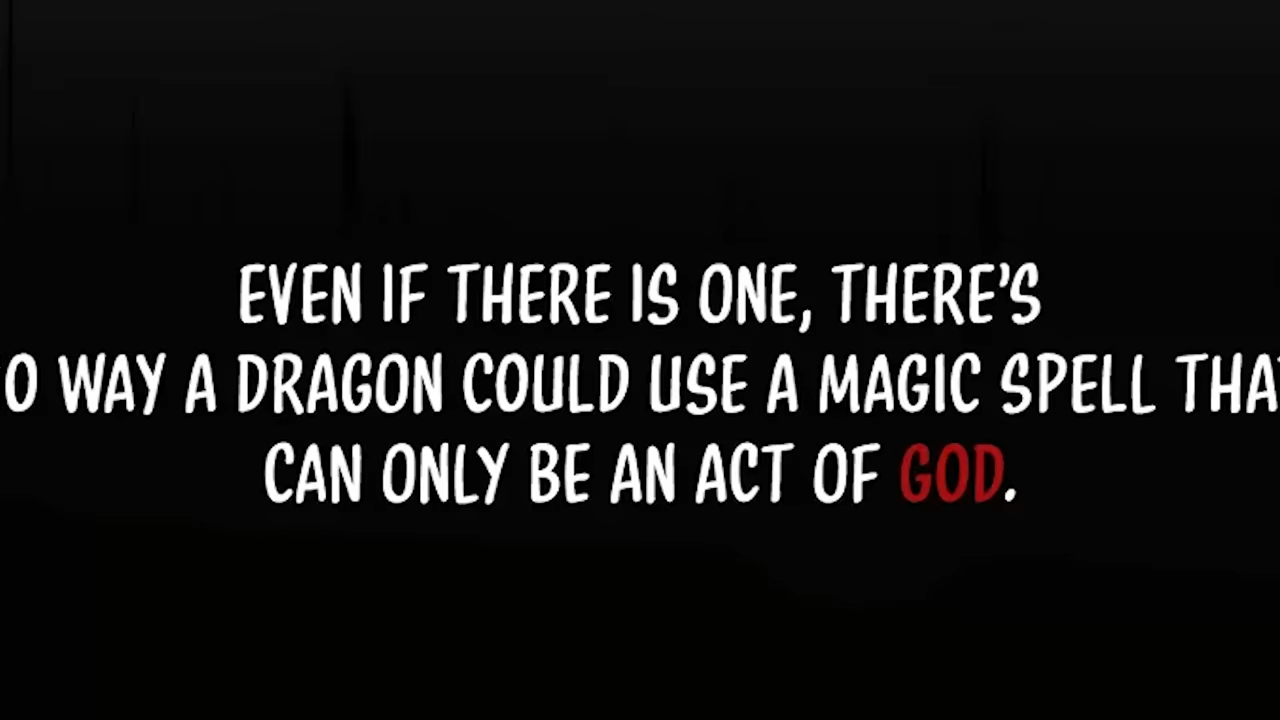 EVEN IF THERE IS ONE, THERE'S
O WAY A DRAGON COULD USE A MAGIC SPELL THAT
CAN ONLY BE AN ACT OF GOD.